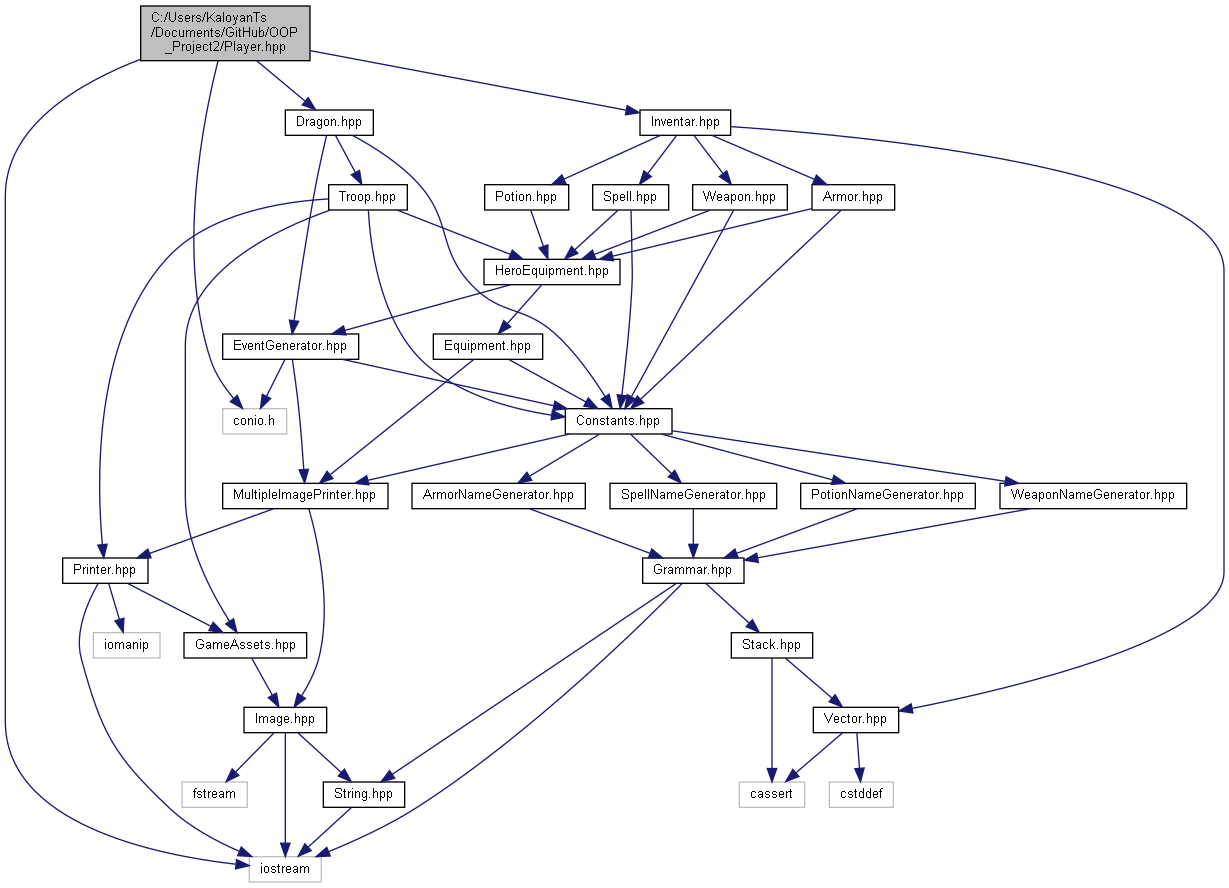 C:/Users/KaloyanTs
/Documents/GitHub/OOP
_Project2/Player.hpp
Dragon.hpp
Inventar.hpp
Troop.hpp
Potion.hpp
Spell.hpp
Weapon.hpp
Armor.hpp
HeroEquipment.hpp
EventGenerator.hpp
Equipment.hpp
conio.h
Constants.hpp
MultipleImagePrinter.hpp
ArmorNameGenerator.hpp
SpellNameGenerator.hpp
PotionNameGenerator.hpp
WeaponNameGenerator.hpp
Printer.hpp
Grammar.hpp
iomanip
GameAssets.hpp
Stack.hpp
Image.hpp
Vector.hpp
fstream
String.hpp
cassert
cstddef
iostream